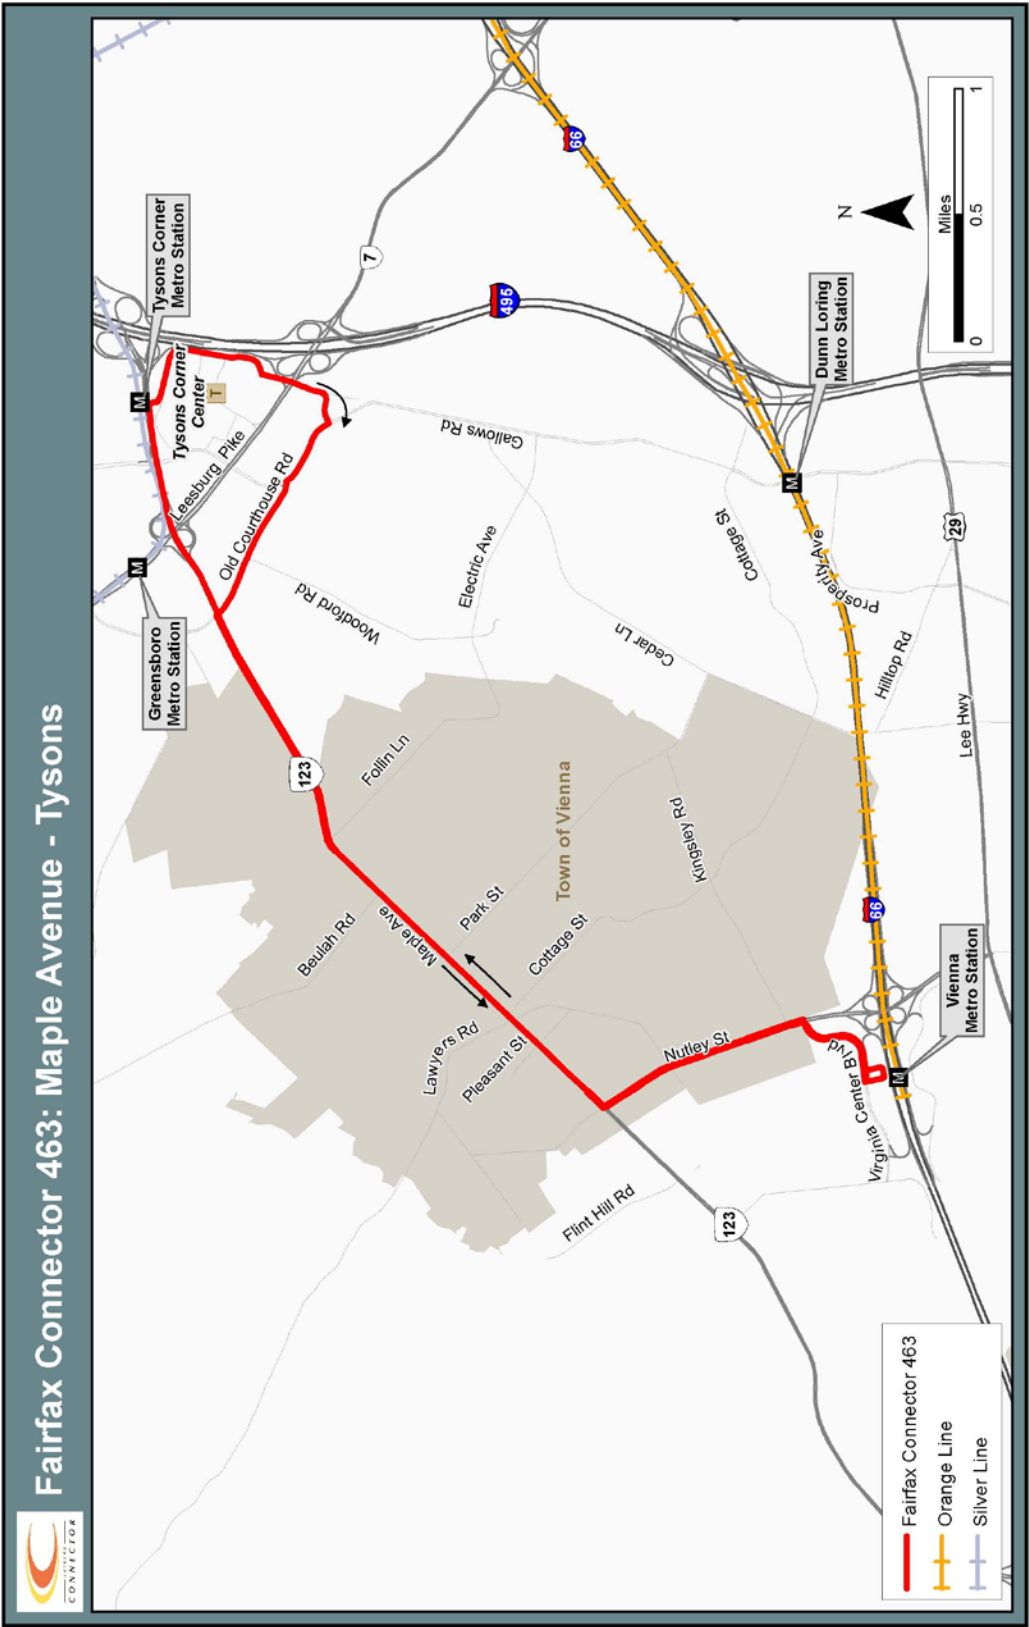 Fairfax Connector 463: Maple Avenue - Tysons
CONNECTOR
Tysons Corner
Metro Station
Tysons Corner
Center
T
M
M
Greensboro
Metro Station
Leesburg Pike
Old Courthouse Rd
7
495
66
Gallows Rd
Woodford Rd
Electric Ave
Cottage St
Cedar Ln
Prosperity Ave
Hilltop Rd
Dunn Loring
Metro Station
M
29
Lee Hwy
123
Follin Ln
Beulah Rd
Maple Ave
Park St
Cottage St
Town of Vienna
Kingsley Rd
Lawyers Rd
Pleasant St
Nutley St
Virginia Center Blvd
66
Vienna
Metro Station
M
Flint Hill Rd
123
N
Miles
0
0.5
1
Fairfax Connector 463
Orange Line
Silver Line